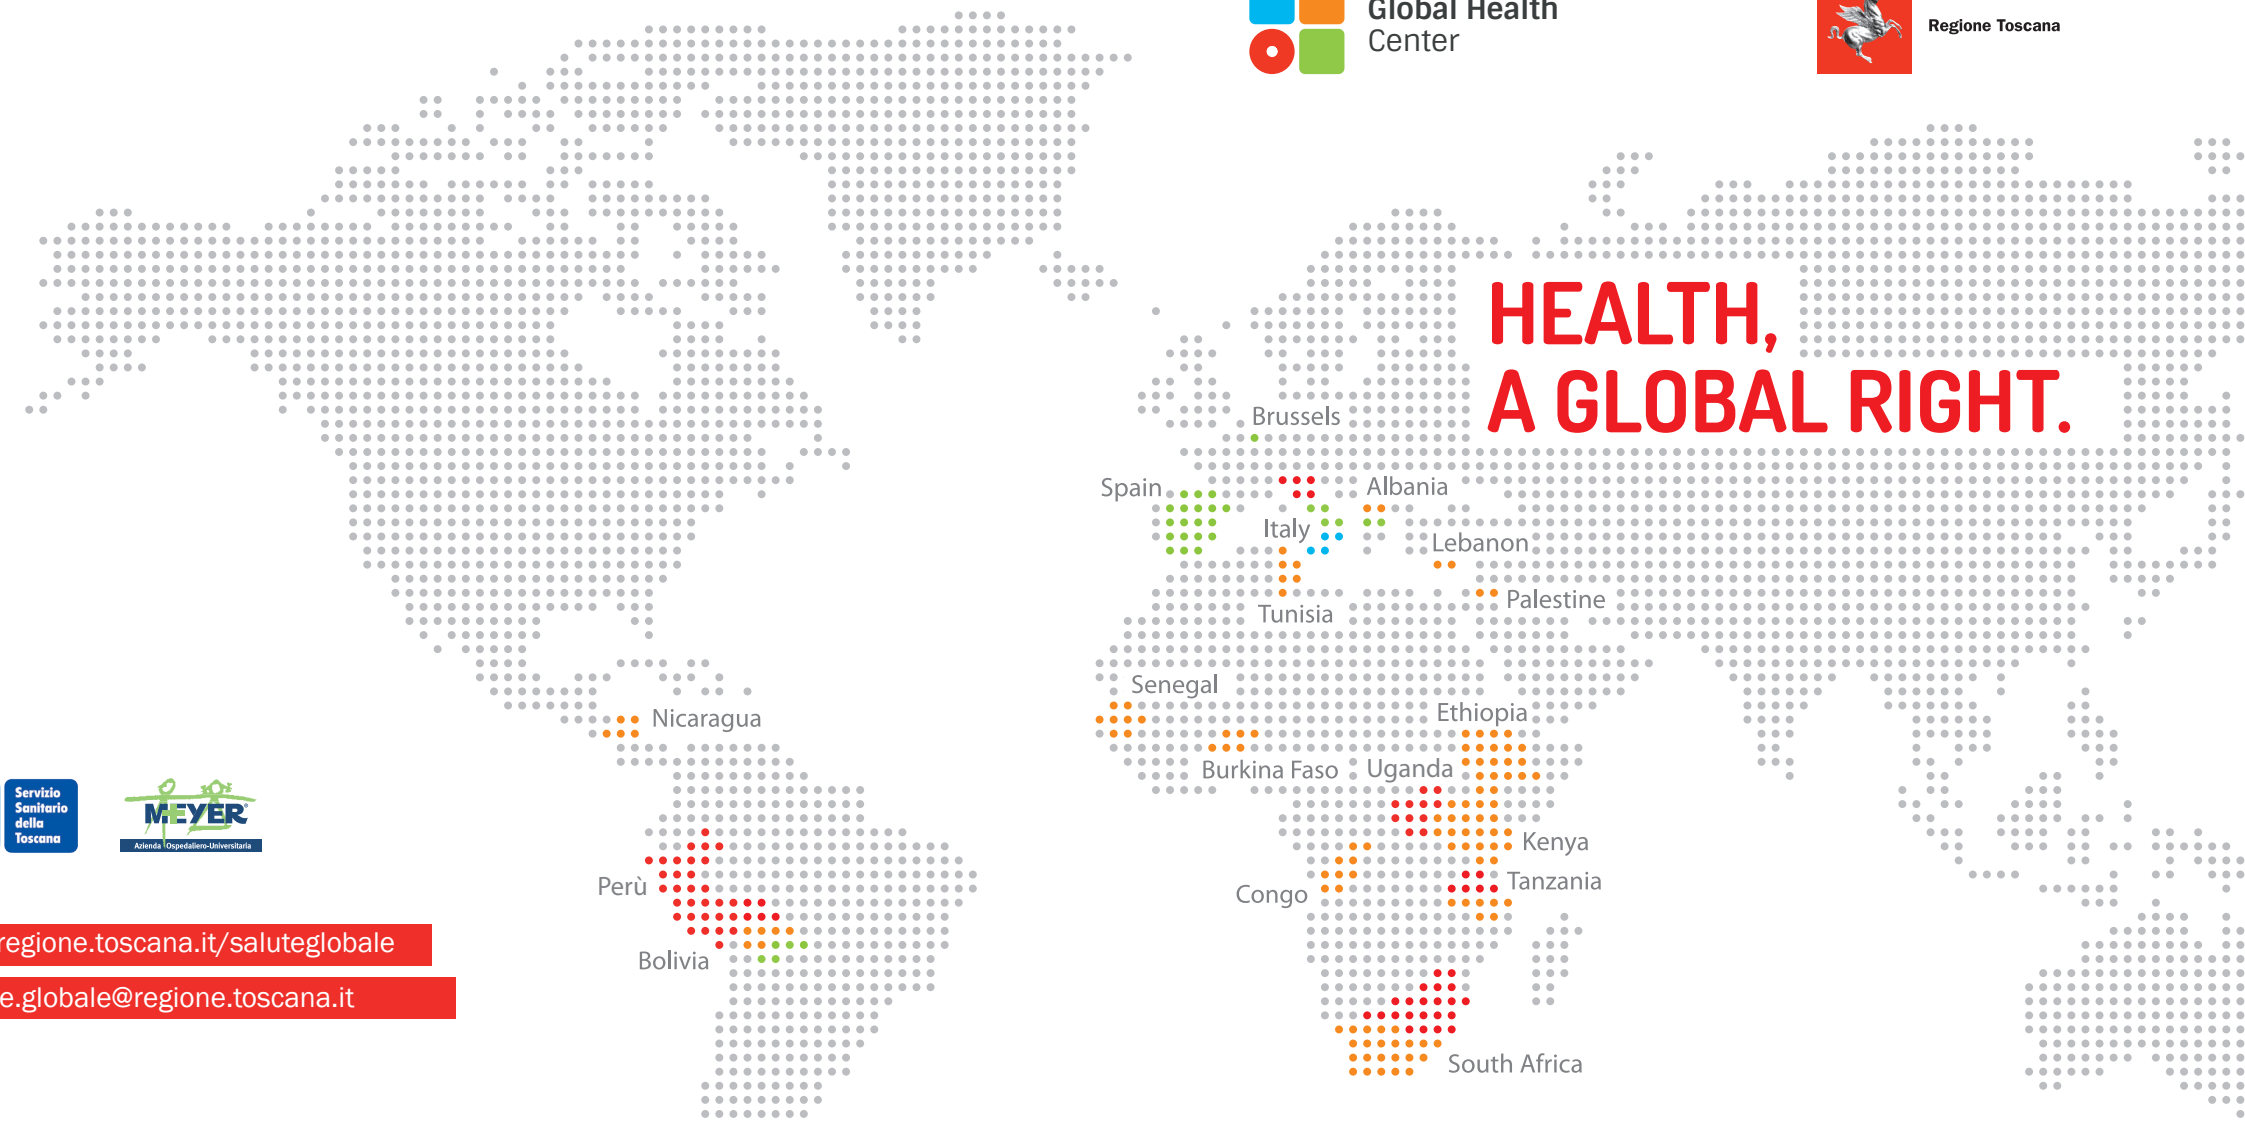 Global Health
Center
Regione Toscana
HEALTH,
A GLOBAL RIGHT.
Brussels
Spain
Albania
Italy
Lebanon
Palestine
Tunisia
Senegal
Nicaragua
Ethiopia
Burkina Faso
Uganda
Servizio
Sanitario
della
Toscana
MEYER®
Azienda Ospedaliero-Universitaria
Kenya
Perù
Congo
Tanzania
regione.toscana.it/saluteglobale
Bolivia
e.globale@regione.toscana.it
South Africa